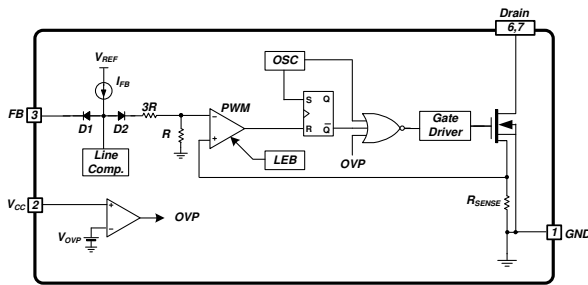 Drain
6,7
VREF
OSC
IFB
3R
PWM
S Q
FB 3
D1 D2
R
R Q
Gate
Driver
Line
Comp.
LEB
OVP
VCC 2
OVP
RSENSE
VOVP
1 GND